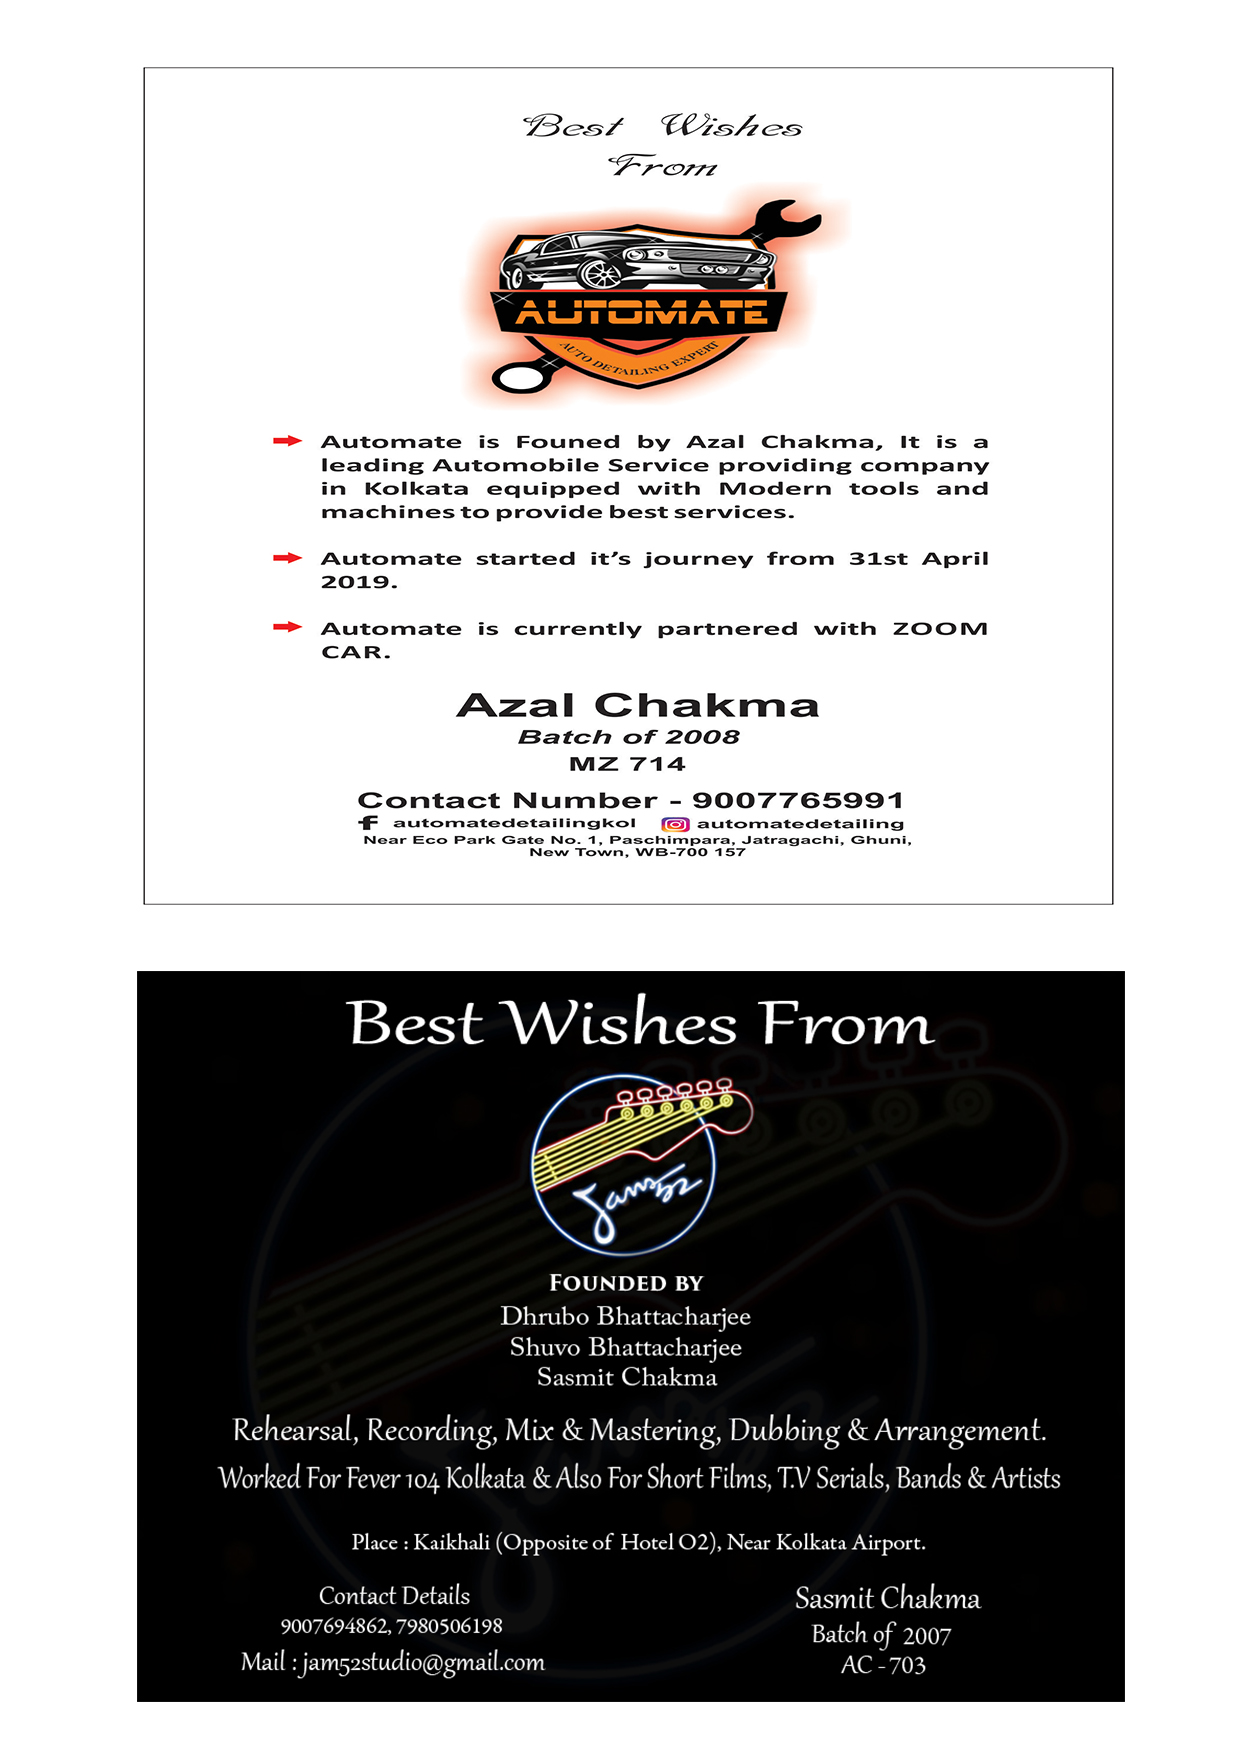 Best Wishes
From
AUTOMATE
AUTO DETAILING EXPERT
Automate is Founed by Azal Chakma, It is a
leading Automobile Service providing company
in Kolkata equipped with Modern tools and
machines to provide best services.
Automate started it’s journey from 31st April
2019.
Automate is currently partnered with ZOOM
CAR.
Azal Chakma
Batch of 2008
MZ 714
Contact Number - 9007765991
automatedetailingkol automatedetailing
Near Eco Park Gate No. 1, Paschimpara, Jatragachi, Ghuni,
New Town, WB-700 157
Best Wishes From
Jams52
FOUNDED BY
Dhrubo Bhattacharjee
Shuvo Bhattacharjee
Sasmit Chakma
Rehearsal, Recording, Mix & Mastering, Dubbing & Arrangement.
Worked For Fever 104 Kolkata & Also For Short Films, T.V Serials, Bands & Artists
Place : Kaikhali (Opposite of Hotel O2), Near Kolkata Airport.
Contact Details
9007694862, 7980506198
Mail : jam52studio@gmail.com
Sasmit Chakma
Batch of 2007
AC - 703